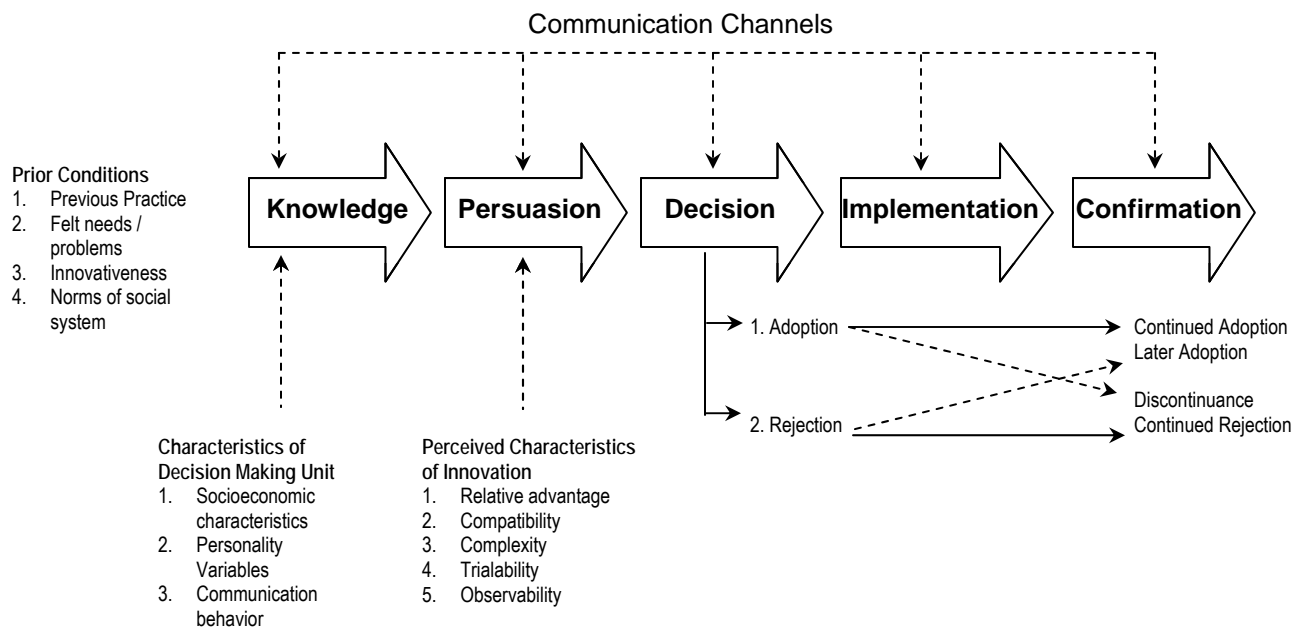 Communication Channels
Prior Conditions
1. Previous Practice
2. Felt needs /
problems
3. Innovativeness
4. Norms of social
system
Knowledge
Persuasion
Decision
Implementation
Confirmation
1. Adoption
2. Rejection
Continued Adoption
Later Adoption
Discontinuance
Continued Rejection
Characteristics of
Decision Making Unit
1. Socioeconomic
characteristics
2. Personality
Variables
3. Communication
behavior
Perceived Characteristics
of Innovation
1. Relative advantage
2. Compatibility
3. Complexity
4. Trialability
5. Observability